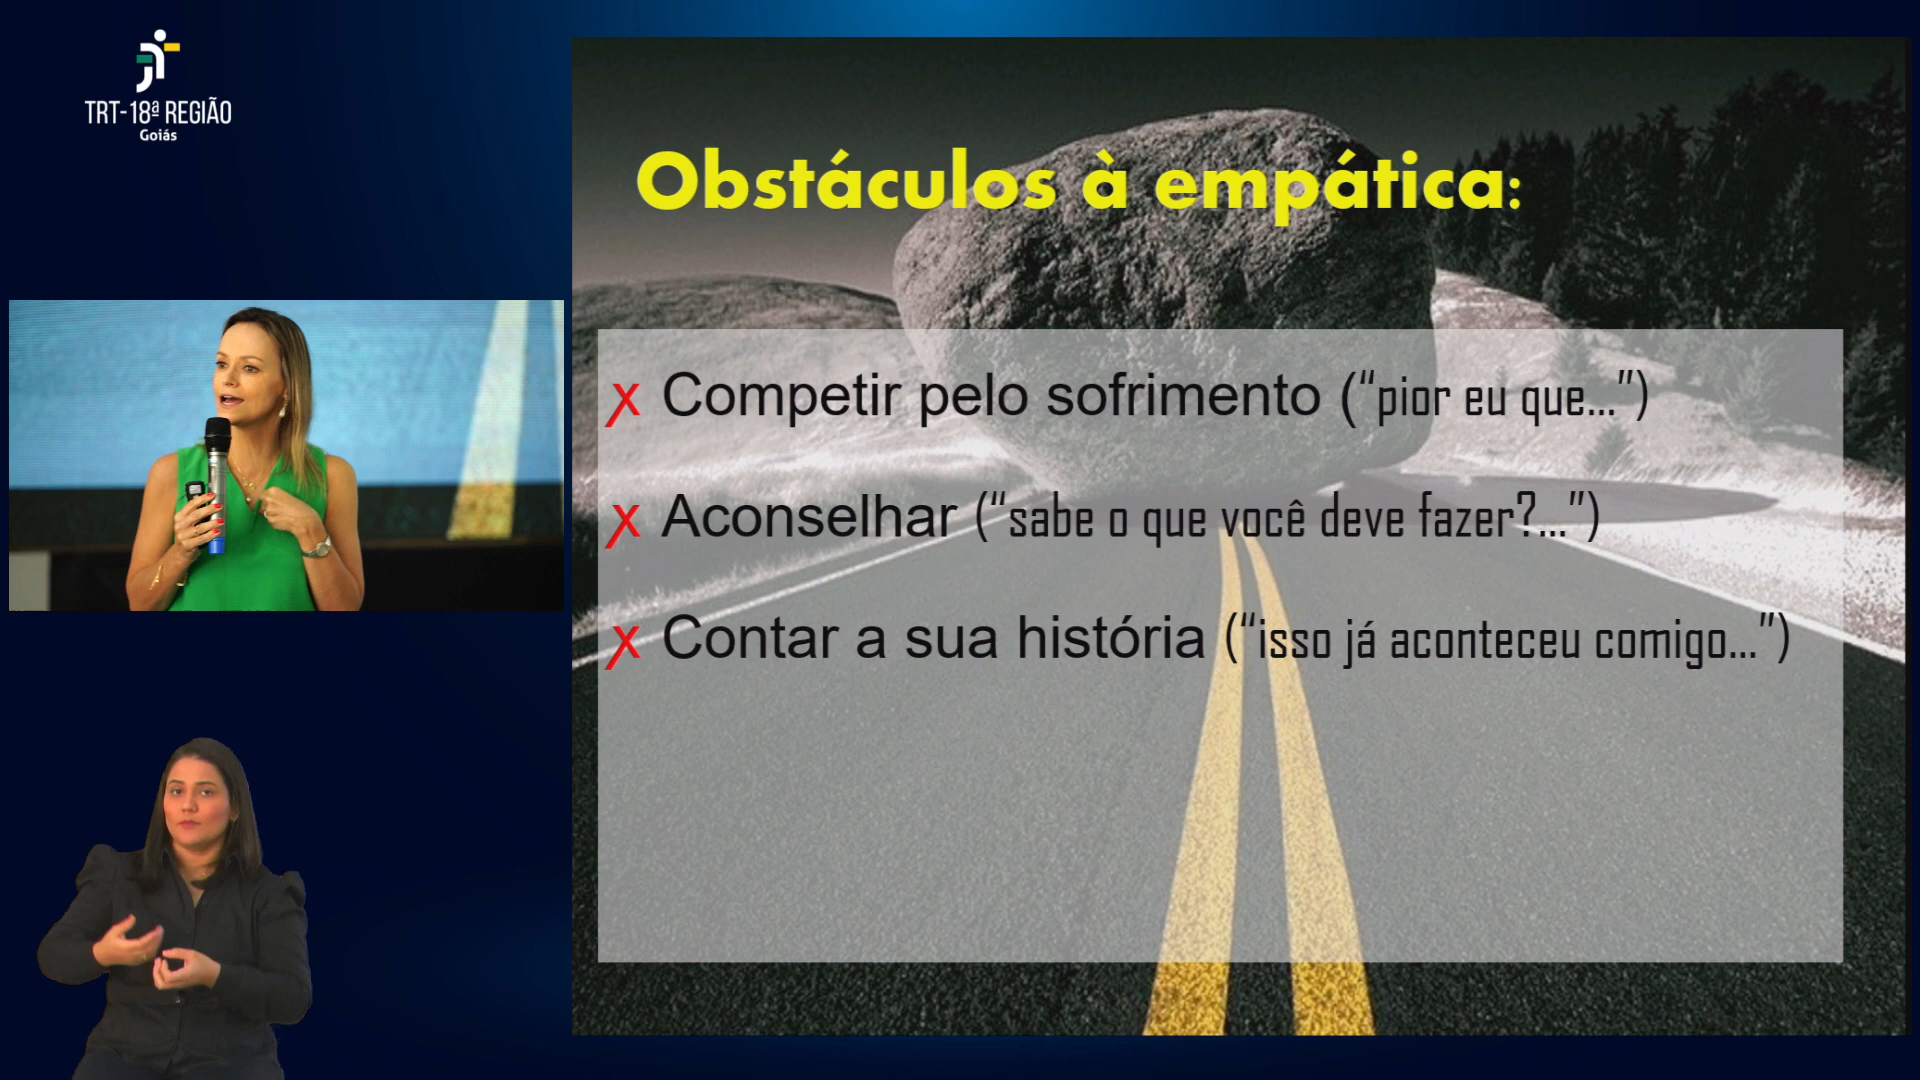 TRT-18ª REGIÃO
Goiás
Obstáculos à empática:
X Competir pelo sofrimento (“pior eu que...”)
X Aconselhar (“sabe o que você deve fazer?...”)
X Contar a sua história (“isso já aconteceu comigo...”)